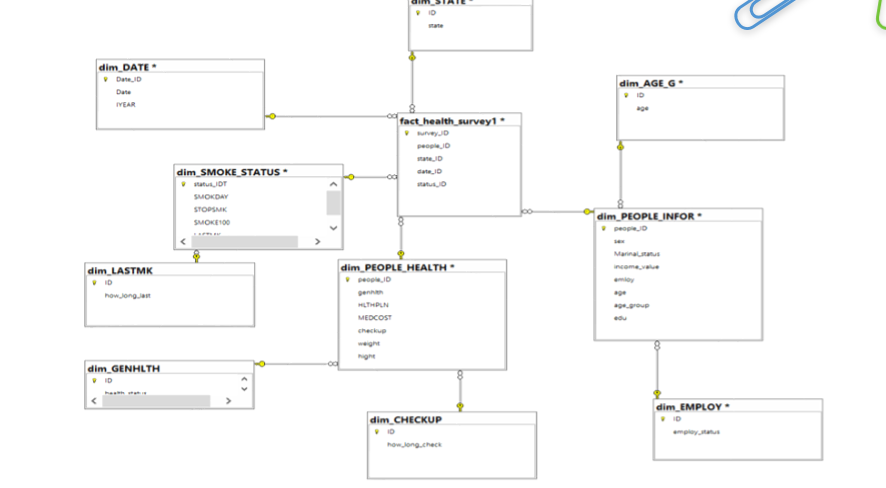 dim_STATE *
ID
state
dim_DATE *
Date_ID
Date
IYEAR
dim_AGE_G *
ID
age
fact_health_survey1 *
survey_ID
people_ID
state_ID
date_ID
status_ID
dim_SMOKE_STATUS *
status_IDT
SMOKDAY
STOPSMK
SMOKE100
LASTMK
dim_PEOPLE_INFOR *
people_ID
sex
Marinal_status
income_value
emloy
age
age_group
edu
dim_LASTMK
ID
how_long_last
dim_PEOPLE_HEALTH *
people_ID
genhlth
HLTHPLN
MEDCOST
checkup
weight
hight
dim_GENHLTH
ID
health_status
dim_CHECKUP
ID
how_long_check
dim_EMPLOY *
ID
employ_status